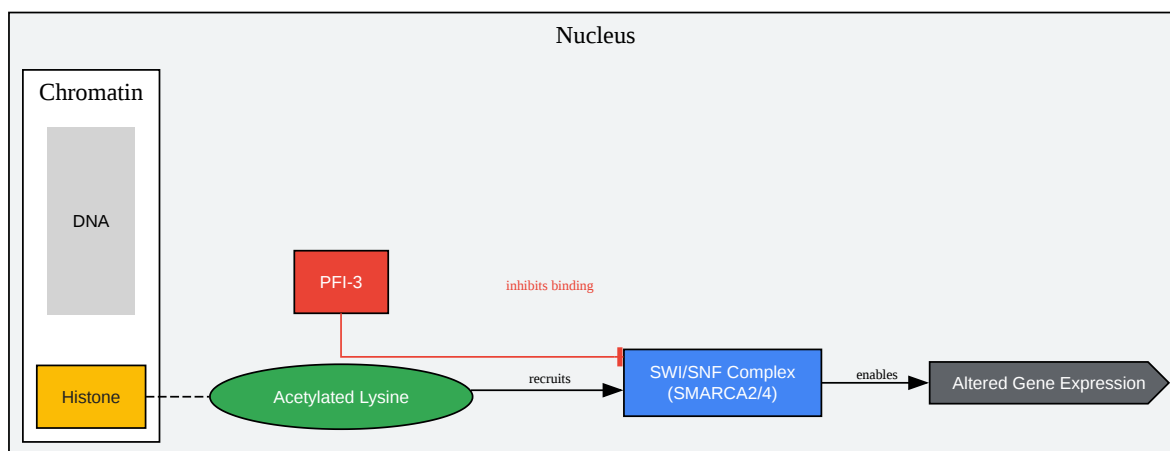 Nucleus
Chromatin
DNA
PFI-3
inhibits binding
Histone
Acetylated Lysine
recruits
SWI/SNF Complex
(SMARCA2/4)
enables
Altered Gene Expression